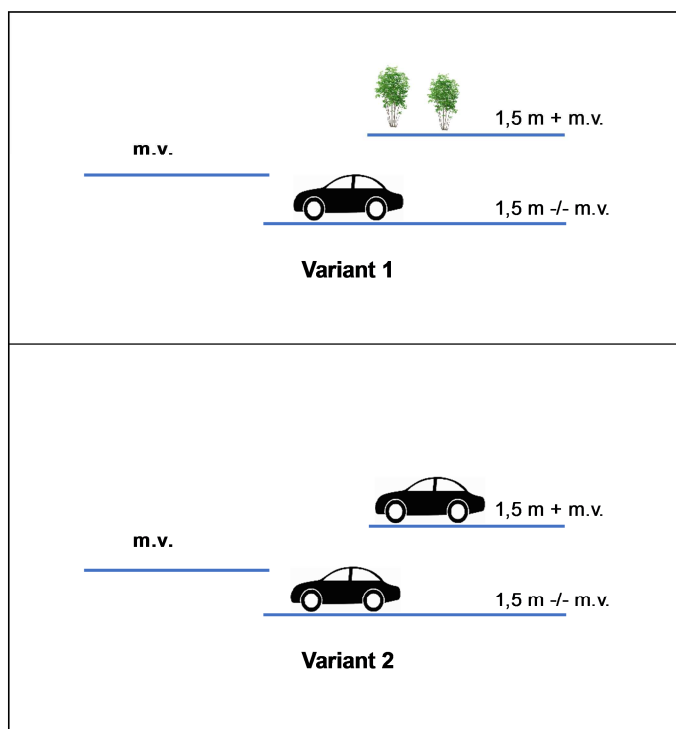 1,5 m + m.v.
m.v.
1,5 m -/- m.v.
Variant 1
1,5 m + m.v.
m.v.
1,5 m -/- m.v.
Variant 2